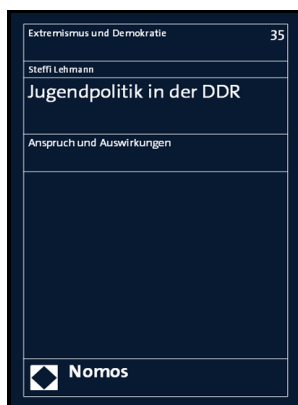 Extremismus und Demokratie 35
Steffi Lehmann
Jugendpolitik in der DDR
Anspruch und Auswirkungen
Nomos